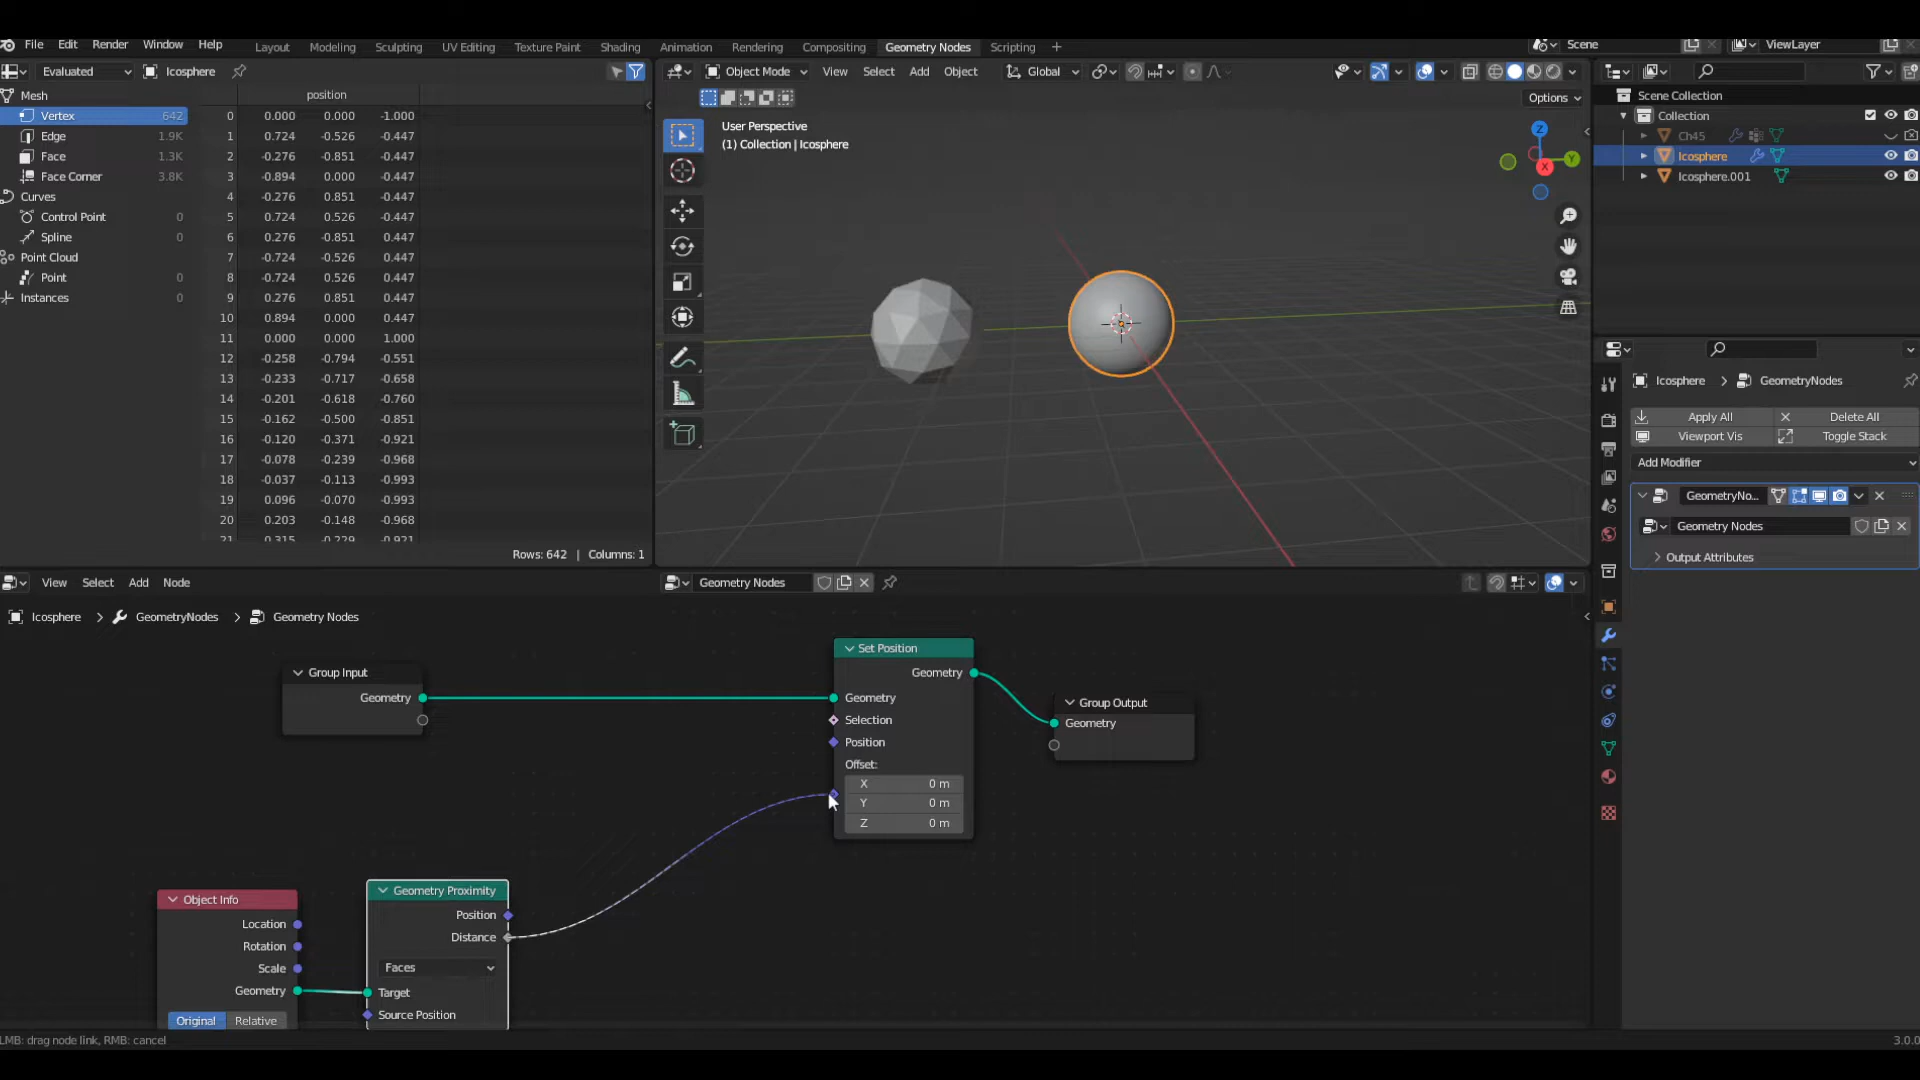 File Edit Render Window Help Layout Modeling Sculpting UV Editing Texture Paint Shading Animation Rendering Compositing Geometry Nodes Scripting + Scene ViewLayer
Evaluated Icosphere
Mesh
Vertex 642
Edge 1.9K
Face 1.3K
Face Corner 3.8K
Curves
Control Point 0
Spline 0
Point Cloud
Point 0
Instances 0
position
0 0.000 0.000 -1.000
1 0.724 -0.526 -0.447
2 -0.276 -0.851 -0.447
3 -0.894 0.000 -0.447
4 -0.276 0.851 -0.447
5 0.724 0.526 -0.447
6 0.276 -0.851 0.447
7 -0.724 -0.526 0.447
8 -0.724 0.526 0.447
9 0.276 0.851 0.447
10 0.894 0.000 0.447
11 0.000 0.000 1.000
12 -0.258 -0.794 -0.551
13 -0.233 -0.717 -0.658
14 -0.201 -0.618 -0.760
15 -0.162 -0.500 -0.851
16 -0.120 -0.371 -0.921
17 -0.078 -0.239 -0.968
18 -0.037 -0.113 -0.993
19 0.096 -0.070 -0.993
20 0.203 -0.148 -0.968
21 0.315 -0.229 -0.921
Rows: 642 | Columns: 1
Object Mode View Select Add Object Global
Options
User Perspective
(1) Collection | Icosphere
Z
Y
X
Scene Collection
Collection
Ch45
Icosphere
Icosphere.001
Icosphere > GeometryNodes
Apply All Delete All
Viewport Vis Toggle Stack
Add Modifier
GeometryNo...
Geometry Nodes
Output Attributes
View Select Add Node Geometry Nodes
Icosphere > GeometryNodes > Geometry Nodes
Group Input
Geometry
Set Position
Geometry
Geometry
Selection
Position
Offset:
X 0 m
Y 0 m
Z 0 m
Group Output
Geometry
Object Info
Location
Rotation
Scale
Geometry
Original Relative
Geometry Proximity
Position
Distance
Faces
Target
Source Position
LMB: drag node link, RMB: cancel
3.0.0